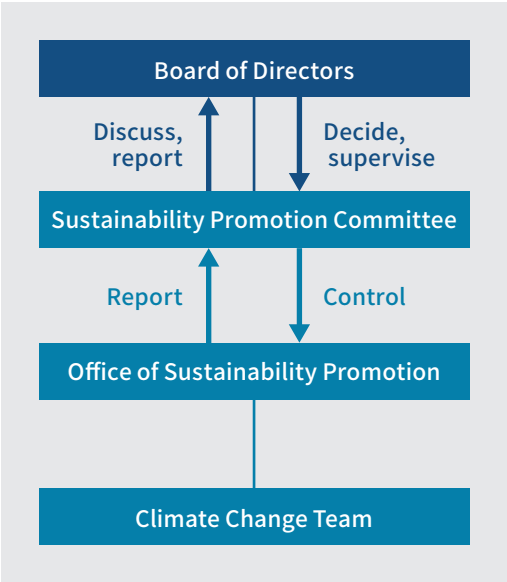 Board of Directors
Discuss,
report
Decide,
supervise
Sustainability Promotion Committee
Report
Control
Office of Sustainability Promotion
Climate Change Team